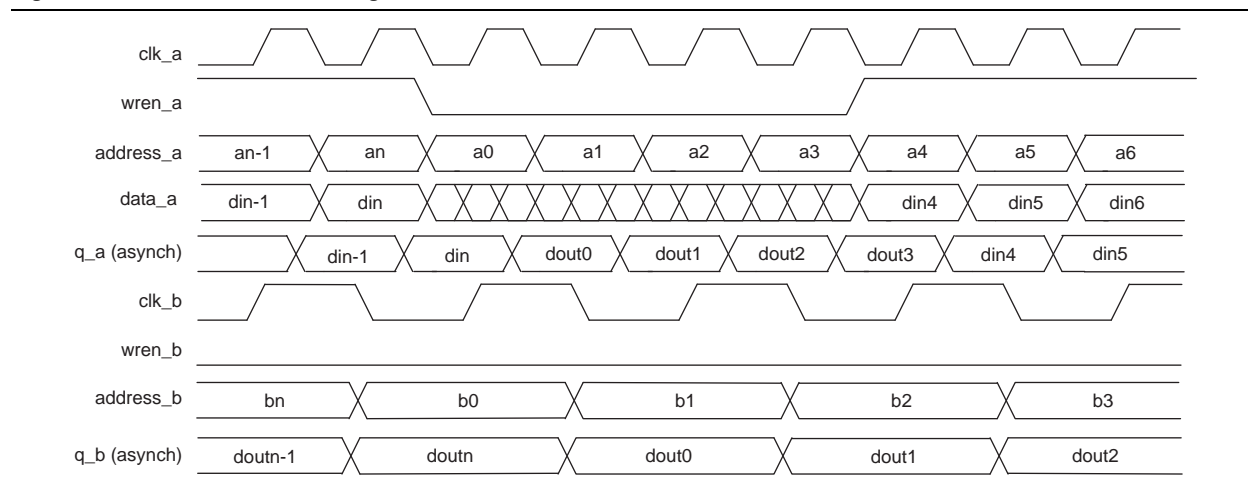 clk_a
wren_a
address_a an-1 an a0 a1 a2 a3 a4 a5 a6
data_a din-1 din din4 din5 din6
q_a (asynch) din-1 din dout0 dout1 dout2 dout3 din4 din5
clk_b
wren_b
address_b bn b0 b1 b2 b3
q_b (asynch) doutn-1 doutn dout0 dout1 dout2